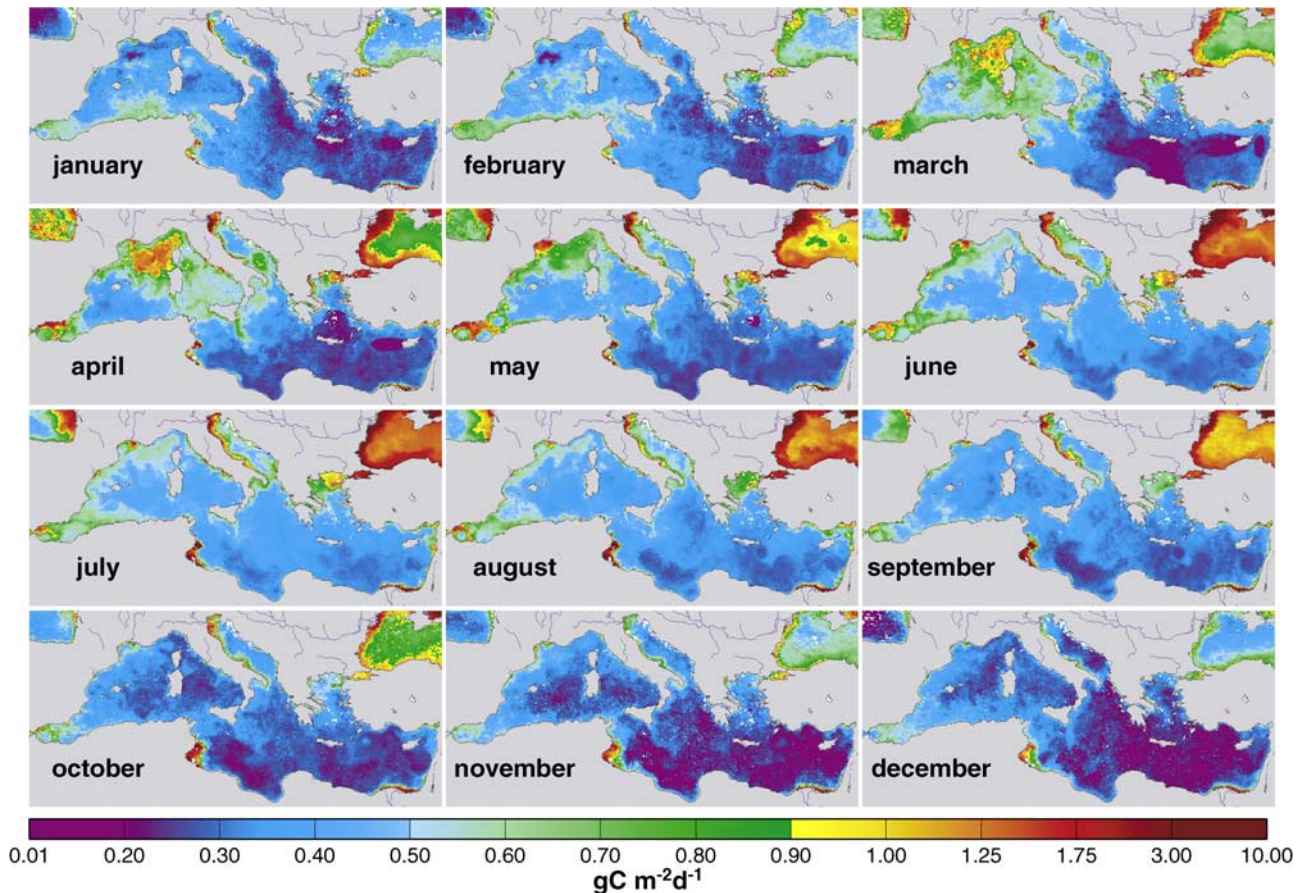 january february march
april may june
july august september
october november december
0.01 0.20 0.30 0.40 0.50 0.60 0.70 0.80 0.90 1.00 1.25 1.75 3.00 10.00
gC m⁻²d⁻¹